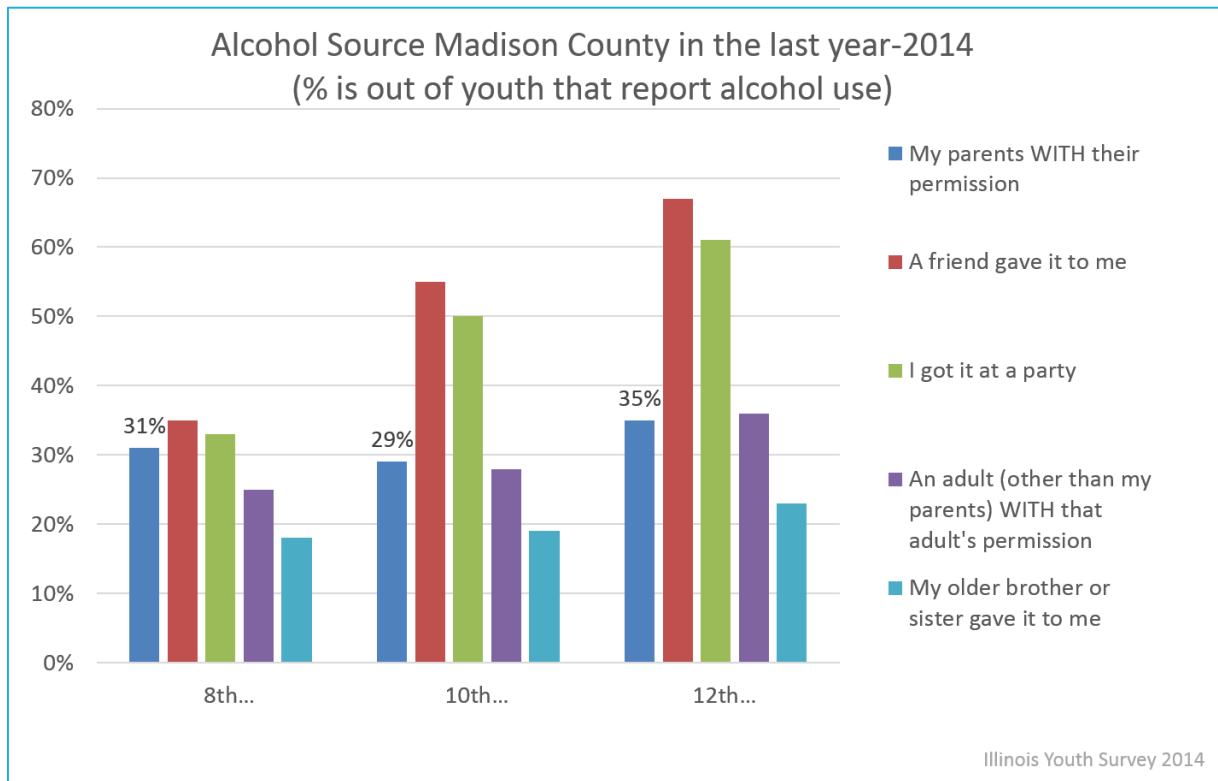 Alcohol Source Madison County in the last year-2014
(% is out of youth that report alcohol use)
80%
70%
60%
50%
40%
30%
20%
10%
0%
31%
29%
35%
8th...
10th...
12th...
My parents WITH their
permission
A friend gave it to me
I got it at a party
An adult (other than my
parents) WITH that
adult's permission
My older brother or
sister gave it to me
Illinois Youth Survey 2014